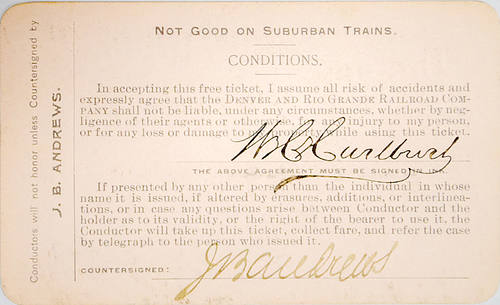 NOT GOOD ON SUBURBAN TRAINS.
CONDITIONS.
In accepting this free ticket, I assume all risk of accidents and
expressly agree that the DENVER AND RIO GRANDE RAILROAD COM-
PANY shall not be liable, under any circumstances, whether by neg-
ligence of their agents or otherwise, for any injury to my person,
or for any loss or damage to my property while using this ticket.
THE ABOVE AGREEMENT MUST BE SIGNED IN INK.
If presented by any other person than the individual in whose
name it is issued, if altered by erasures, additions, or interlinea-
tions, or in case any questions arise between Conductor and the
holder as to its validity, or the right of the bearer to use it, the
Conductor will take up this ticket, collect fare, and refer the case
by telegraph to the person who issued it.
COUNTERSIGNED:
J B Andrews
Conductors will not honor unless Countersigned by
J. B. ANDREWS.